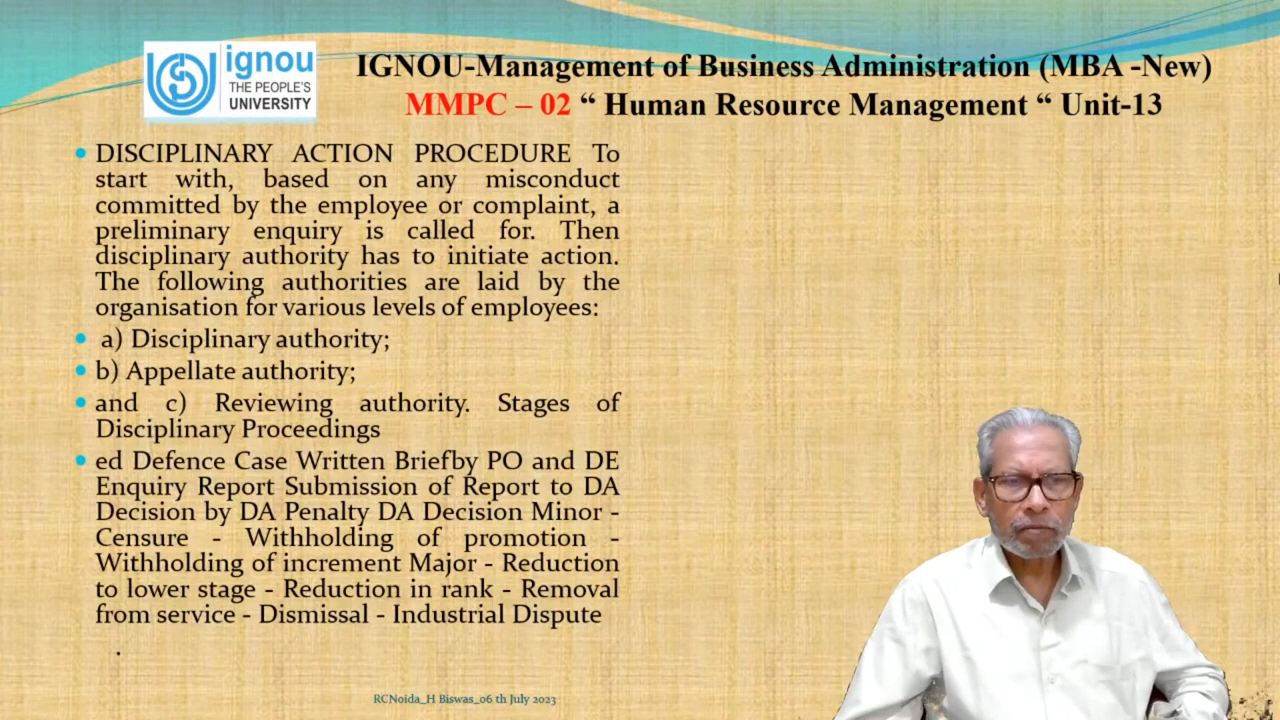 ignou
THE PEOPLE'S
UNIVERSITY
IGNOU-Management of Business Administration (MBA -New)
MMPC – 02 “ Human Resource Management “ Unit-13
• DISCIPLINARY ACTION PROCEDURE To
start with, based on any misconduct
committed by the employee or complaint, a
preliminary enquiry is called for. Then
disciplinary authority has to initiate action.
The following authorities are laid by the
organisation for various levels of employees:
• a) Disciplinary authority;
• b) Appellate authority;
• and c) Reviewing authority. Stages of
Disciplinary Proceedings
• ed Defence Case Written Briefby PO and DE
Enquiry Report Submission of Report to DA
Decision by DA Penalty DA Decision Minor -
Censure - Withholding of promotion -
Withholding of increment Major - Reduction
to lower stage - Reduction in rank - Removal
from service - Dismissal - Industrial Dispute
.
RCNoida_H Biswas_06 th July 2023